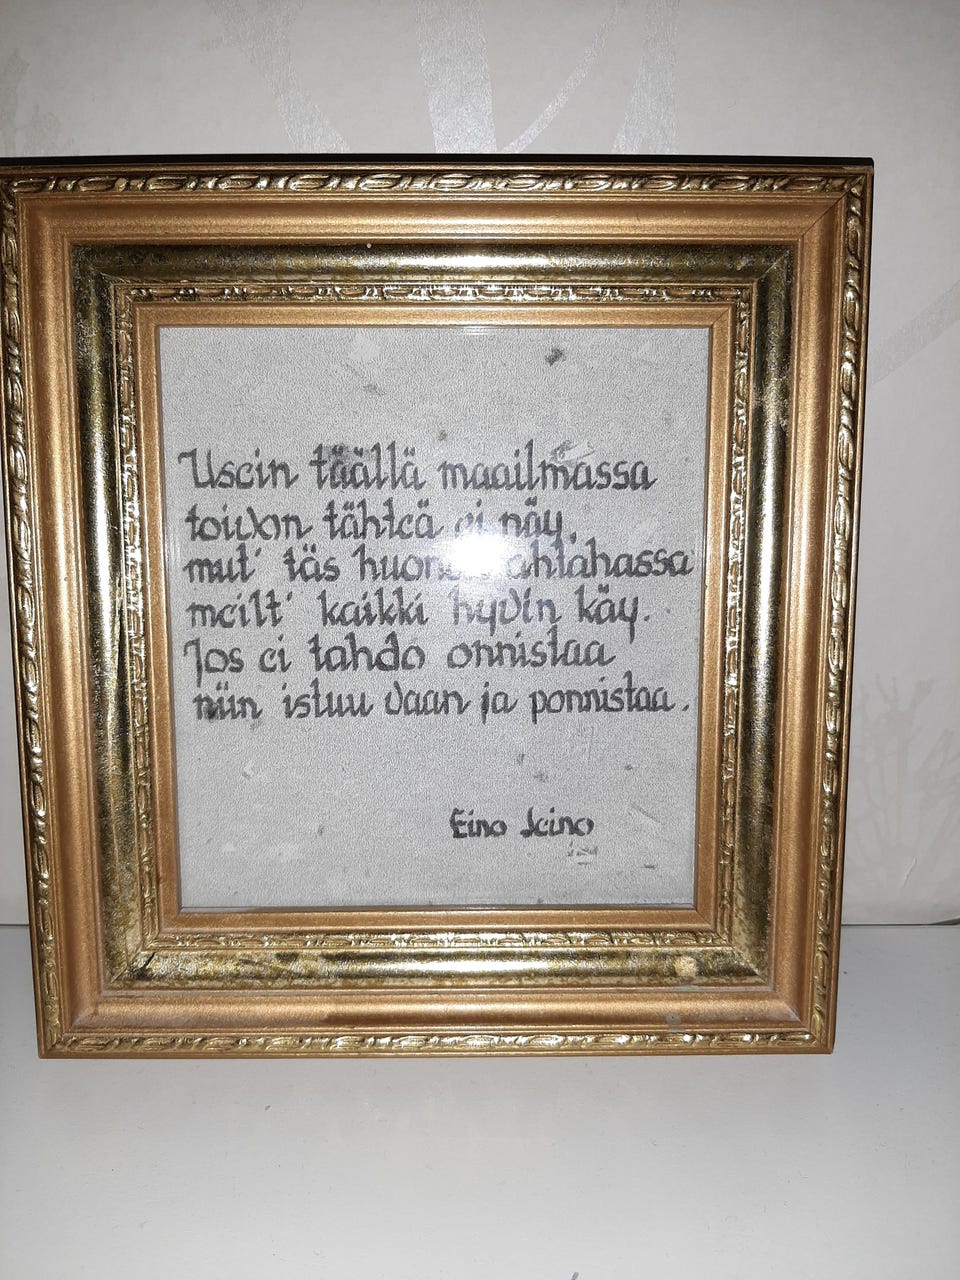 Usein täällä maailmassa
toivon tähteä ei näy,
mut' täs ahtahassa
meilt' kaikki hyvin käy.
Jos ei tahdo onnistaa
niin istuu vaan ja ponnistaa.
Eino Leino